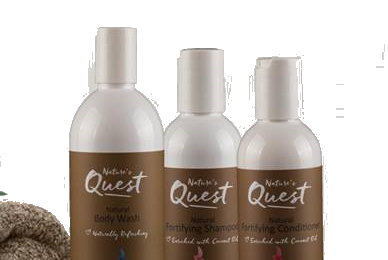 Nature's
Quest
Natural
Body Wash
Naturally Refreshing
Nature's
Quest
Natural
Fortifying Shampoo
Enriched with Coconut Oil
Nature's
Quest
Natural
Fortifying Conditioner
Enriched with Coconut Oil